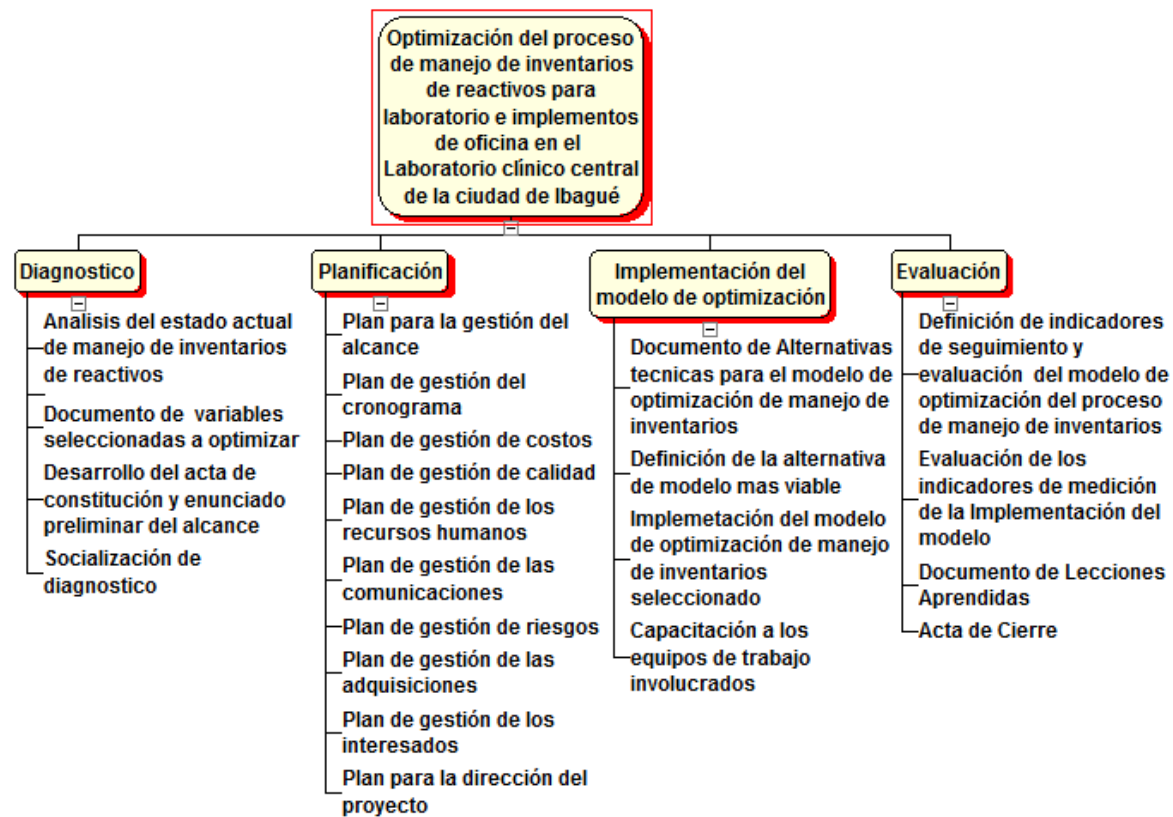 Optimización del proceso
de manejo de inventarios
de reactivos para
laboratorio e implementos
de oficina en el
Laboratorio clínico central
de la ciudad de Ibagué
Diagnostico
Análisis del estado actual
de manejo de inventarios
de reactivos
Documento de variables
seleccionadas a optimizar
Desarrollo del acta de
constitución y enunciado
preliminar del alcance
Socialización de
diagnostico
Planificación
Plan para la gestión del
alcance
Plan de gestión del
cronograma
Plan de gestión de costos
Plan de gestión de calidad
Plan de gestión de los
recursos humanos
Plan de gestión de las
comunicaciones
Plan de gestión de riesgos
Plan de gestión de las
adquisiciones
Plan de gestión de los
interesados
Plan para la dirección del
proyecto
Implementación del
modelo de optimización
Documento de Alternativas
tecnicas para el modelo de
optimización de manejo de
inventarios
Definición de la alternativa
de modelo mas viable
Implemetación del modelo
de optimización de manejo
de inventarios
seleccionado
Capacitación a los
equipos de trabajo
involucrados
Evaluación
Definición de indicadores
de seguimiento y
evaluación del modelo de
optimización del proceso
de manejo de inventarios
Evaluación de los
indicadores de medición
de la Implementación del
modelo
Documento de Lecciones
Aprendidas
Acta de Cierre